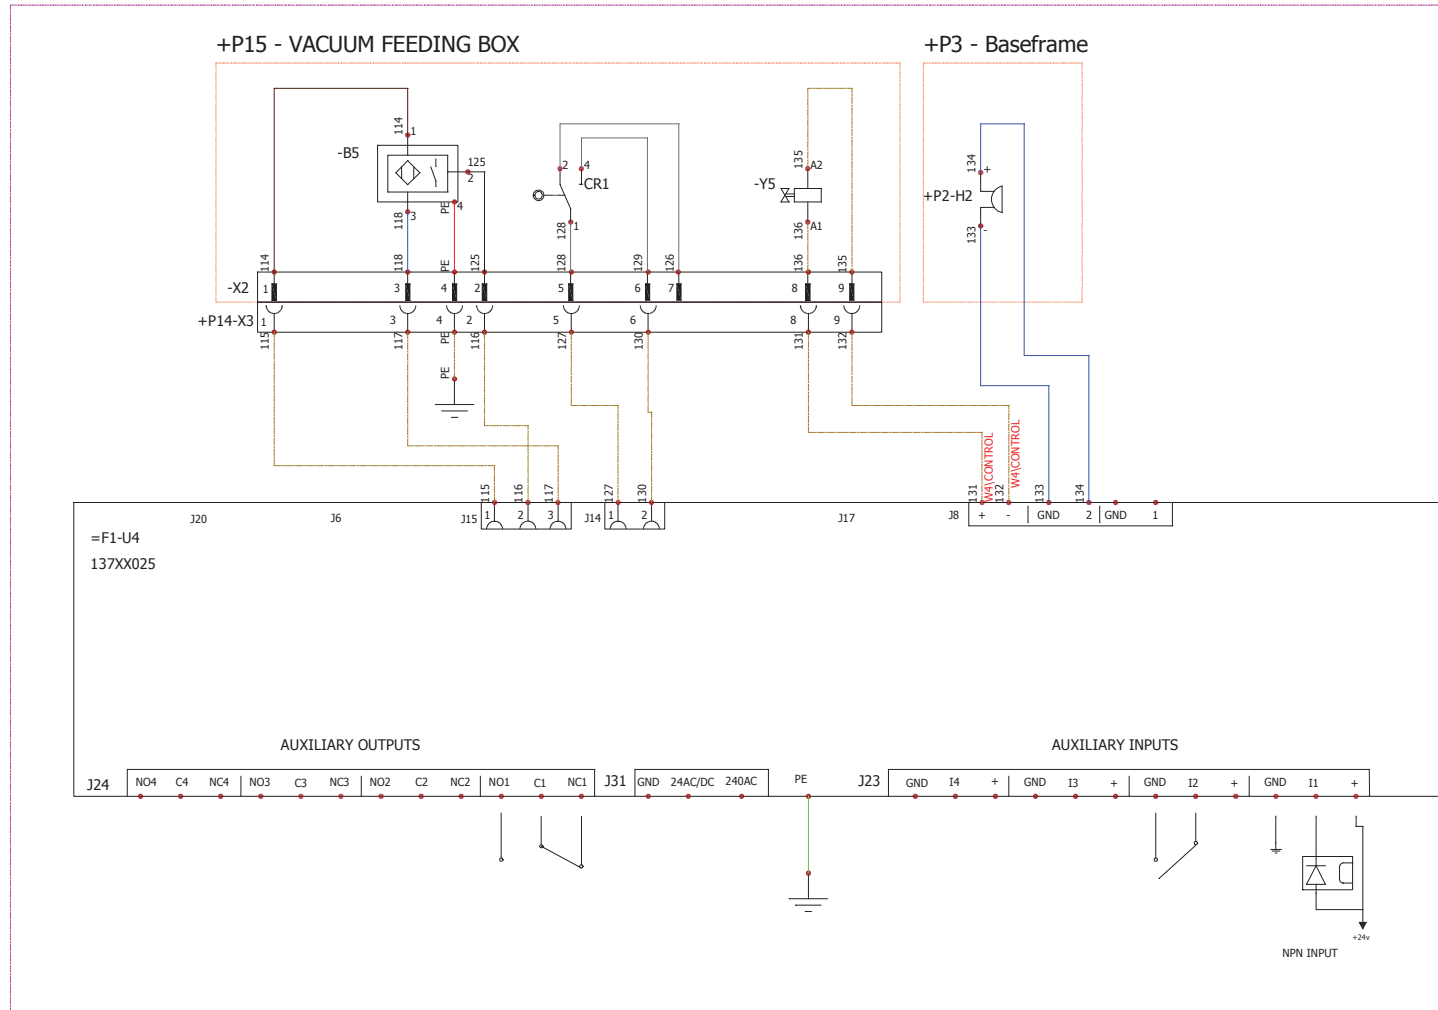 +P15 - VACUUM FEEDING BOX
+P3 - Baseframe
114
1
-B5
125
2
118
3
PE
4
2
4
-CR1
128
1
135
A2
-Y5
136
A1
134
+
+P2-H2
133
-
114
118
PE
125
128
129
126
136
135
-X2
1
3
4
2
5
6
7
8
9
+P14-X3
1
3
4
2
5
6
8
9
115
117
PE
116
127
130
131
132
PE
115
116
117
127
130
131
W4\CONTROL
132
W4\CONTROL
133
134
J20
J6
J15
1
2
3
J14
1
2
J17
J8
+
-
GND
2
GND
1
=F1-U4
137XX025
AUXILIARY OUTPUTS
AUXILIARY INPUTS
J24
NO4
C4
NC4
NO3
C3
NC3
NO2
C2
NC2
NO1
C1
NC1
J31
GND
24AC/DC
240AC
PE
J23
GND
I4
+
GND
I3
+
GND
I2
+
GND
I1
+
+24v
NPN INPUT